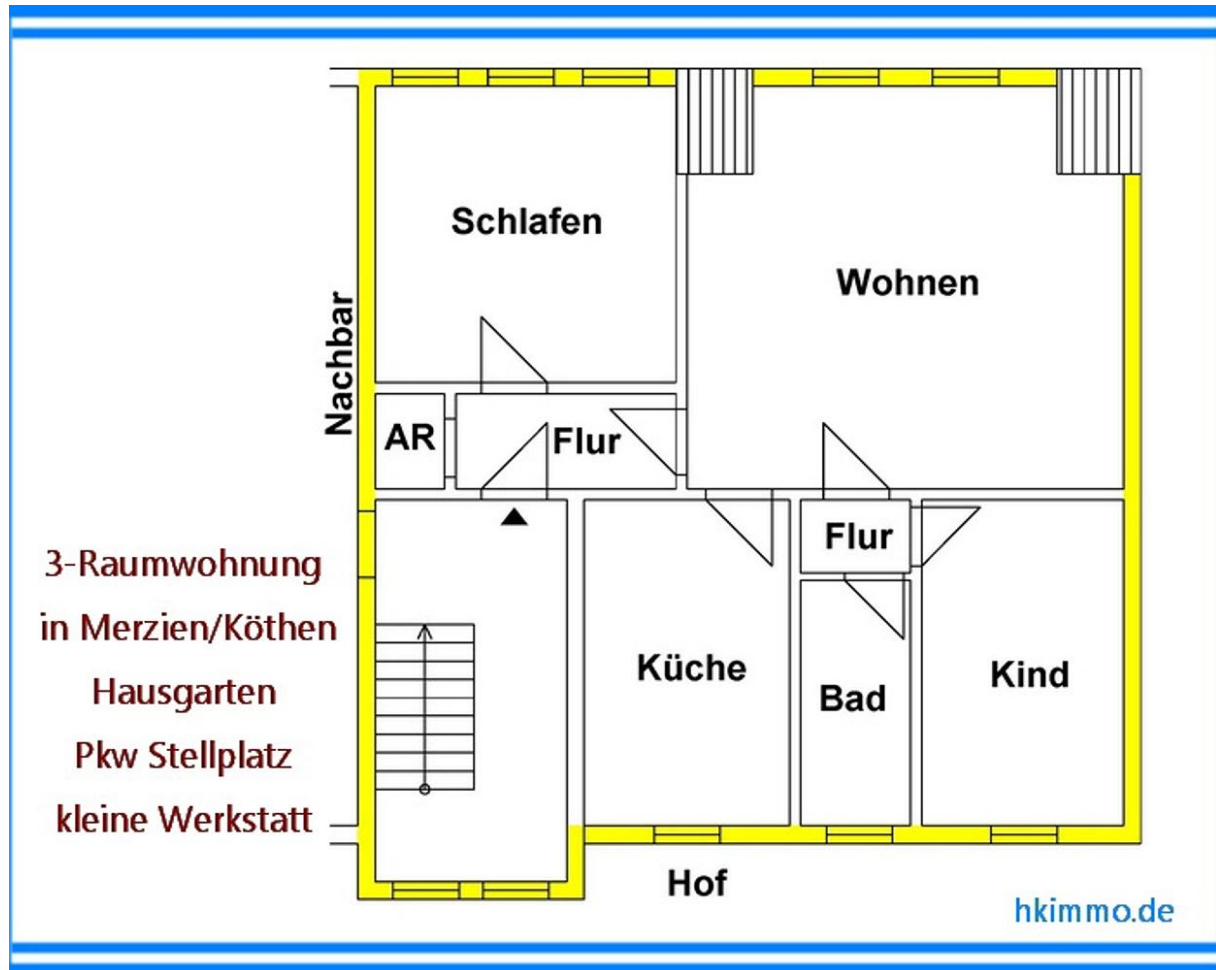 Schlafen
Wohnen
Nachbar
AR
Flur
Flur
3-Raumwohnung
in Merzien/Köthen
Hausgarten
Pkw Stellplatz
kleine Werkstatt
Küche
Bad
Kind
Hof
hkimmo.de